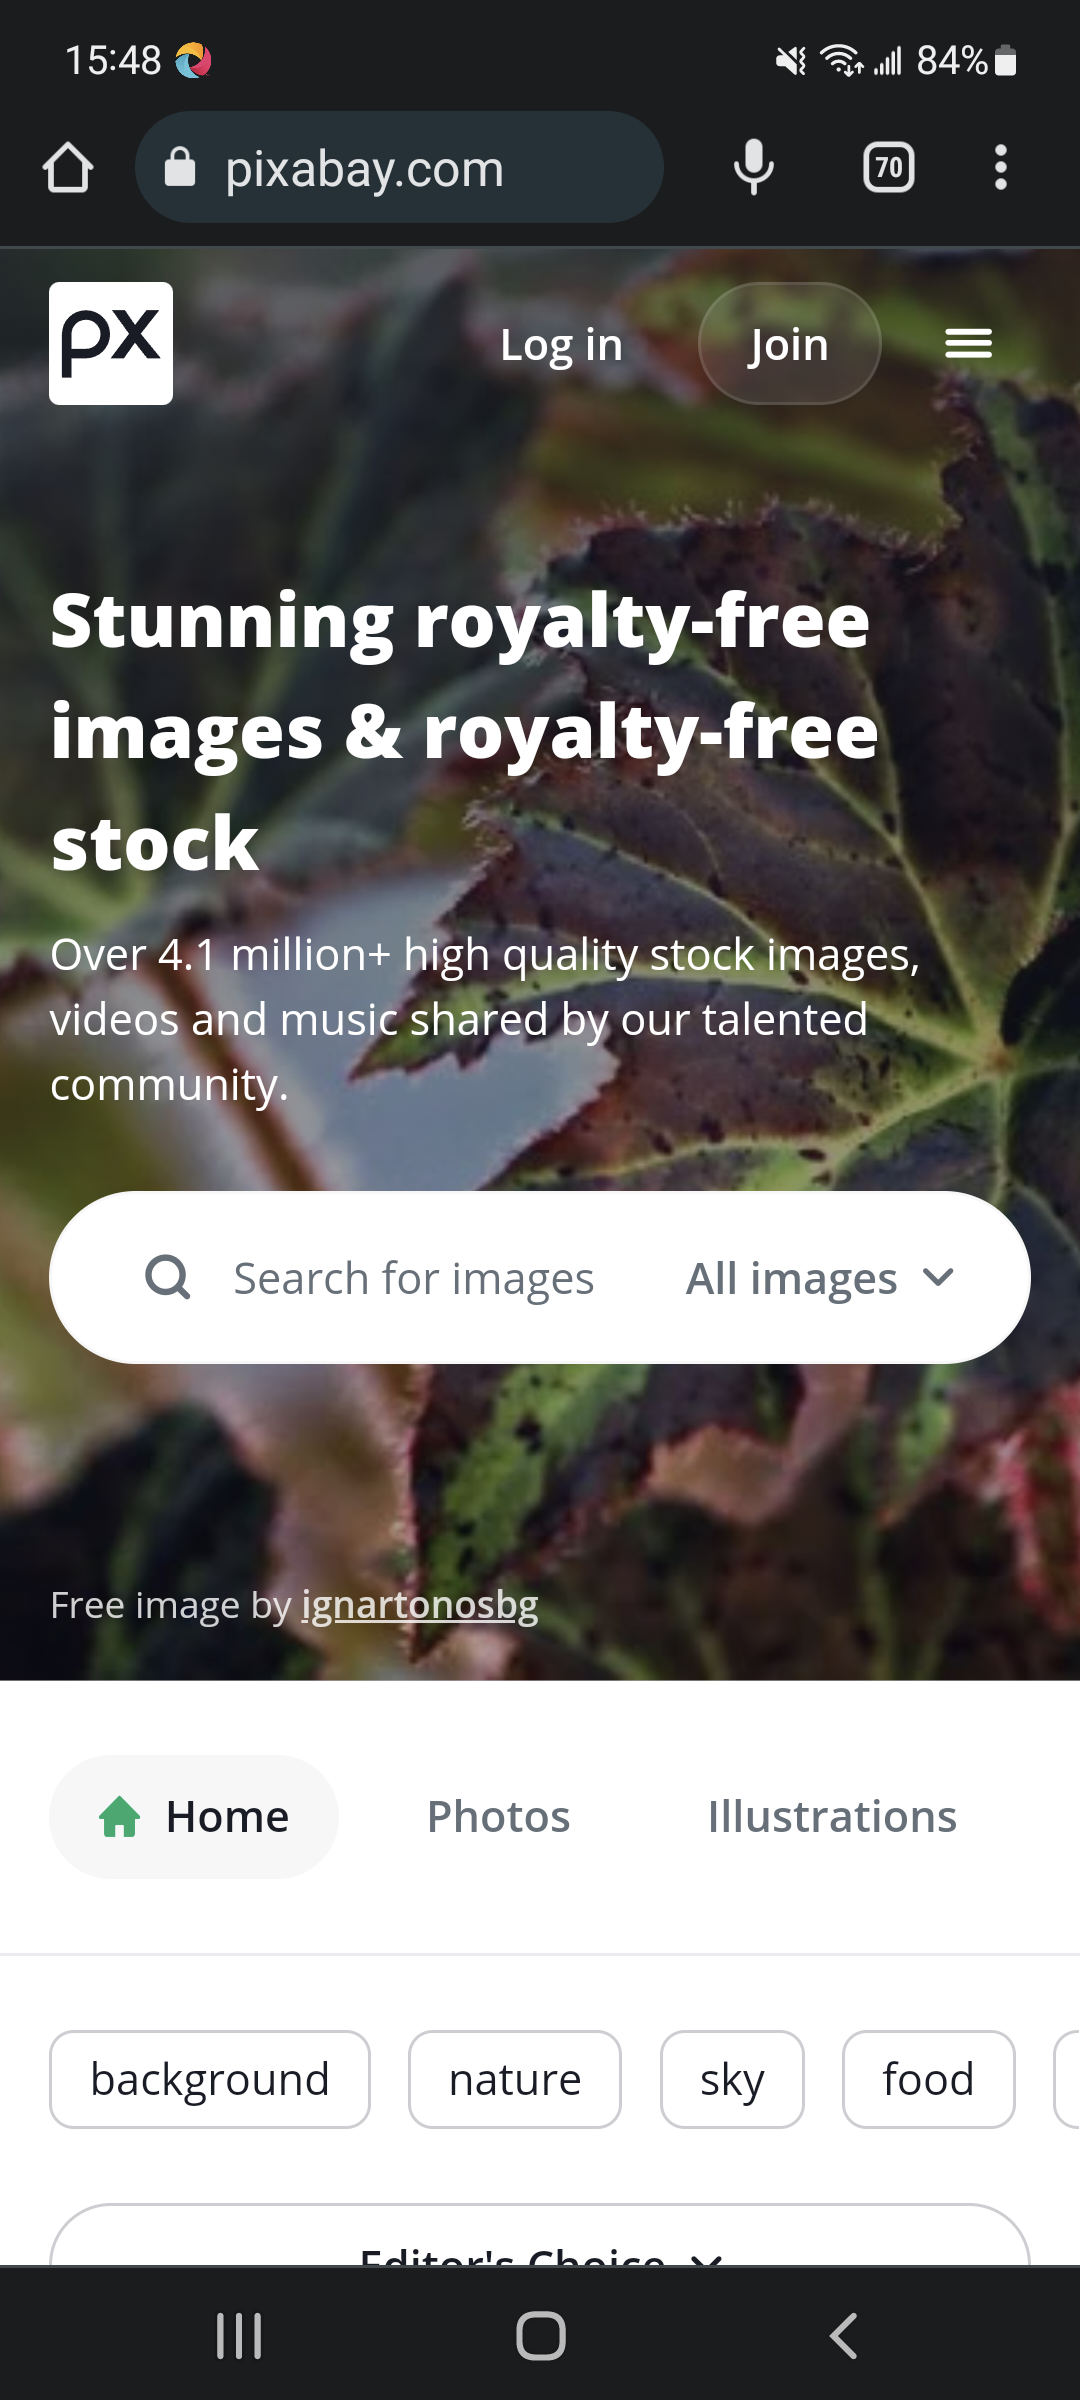 15:48
84%
pixabay.com
70
px
Log in
Join
Stunning royalty-free
images & royalty-free
stock
Over 4.1 million+ high quality stock images,
videos and music shared by our talented
community.
Search for images
All images
Free image by ignartonosbg
Home
Photos
Illustrations
background
nature
sky
food
Editor's Choice